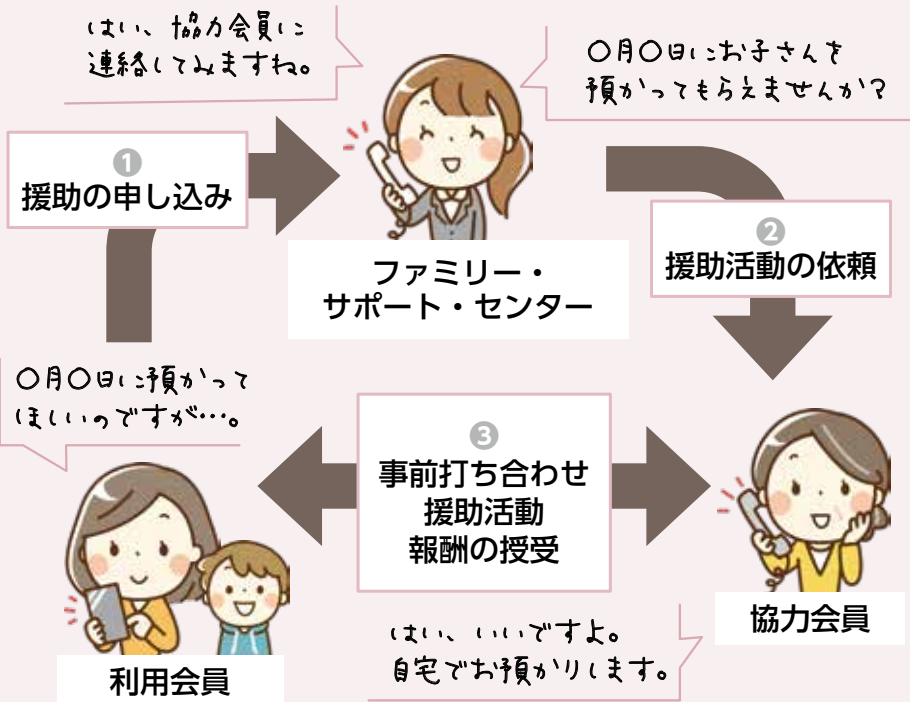 はい、協力会員に
連絡してみますね。
〇月〇日にお子さんを
預かってもらえませんか？
❶
援助の申し込み
ファミリー・
サポート・センター
❷
援助活動の依頼
〇月〇日に預かって
ほしいのですが…。
❸
事前打ち合わせ
援助活動
報酬の授受
利用会員
協力会員
はい、いいですよ。
自宅でお預かりします。